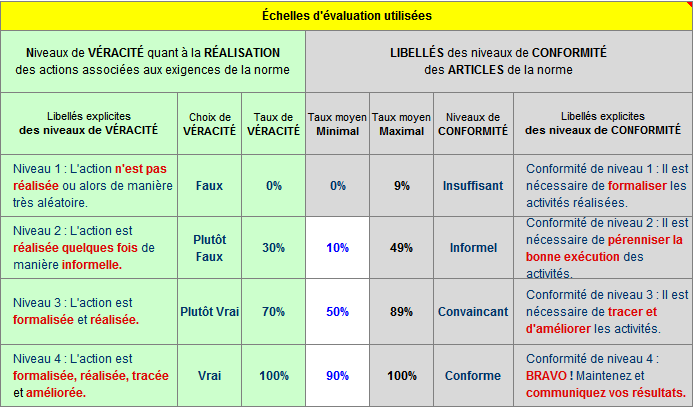 Échelles d'évaluation utilisées
Niveaux de VÉRACITÉ quant à la RÉALISATION
des actions associées aux exigences de la norme
LIBELLÉS des niveaux de CONFORMITÉ
des ARTICLES de la norme
Libellés explicites
des niveaux de VÉRACITÉ
Choix de
VÉRACITÉ
Taux de
VÉRACITÉ
Taux moyen
Minimal
Taux moyen
Maximal
Niveaux de
CONFORMITÉ
Libellés explicites
des niveaux de CONFORMITÉ
Niveau 1 : L'action n'est pas
réalisée ou alors de manière
très aléatoire.
Faux
0%
0%
9%
Insuffisant
Conformité de niveau 1 : Il est
nécessaire de formaliser les
activités réalisées.
Niveau 2 : L'action est
réalisée quelques fois de
manière informelle.
Plutôt
Faux
30%
10%
49%
Informel
Conformité de niveau 2 : Il est
nécessaire de pérenniser la
bonne exécution des
activités.
Niveau 3 : L'action est
formalisée et réalisée.
Plutôt Vrai
70%
50%
89%
Convaincant
Conformité de niveau 3 : Il est
nécessaire de tracer et
d'améliorer les activités.
Niveau 4 : L'action est
formalisée, réalisée, tracée
et améliorée.
Vrai
100%
90%
100%
Conforme
Conformité de niveau 4 :
BRAVO ! Maintenez et
communiquez vos résultats.